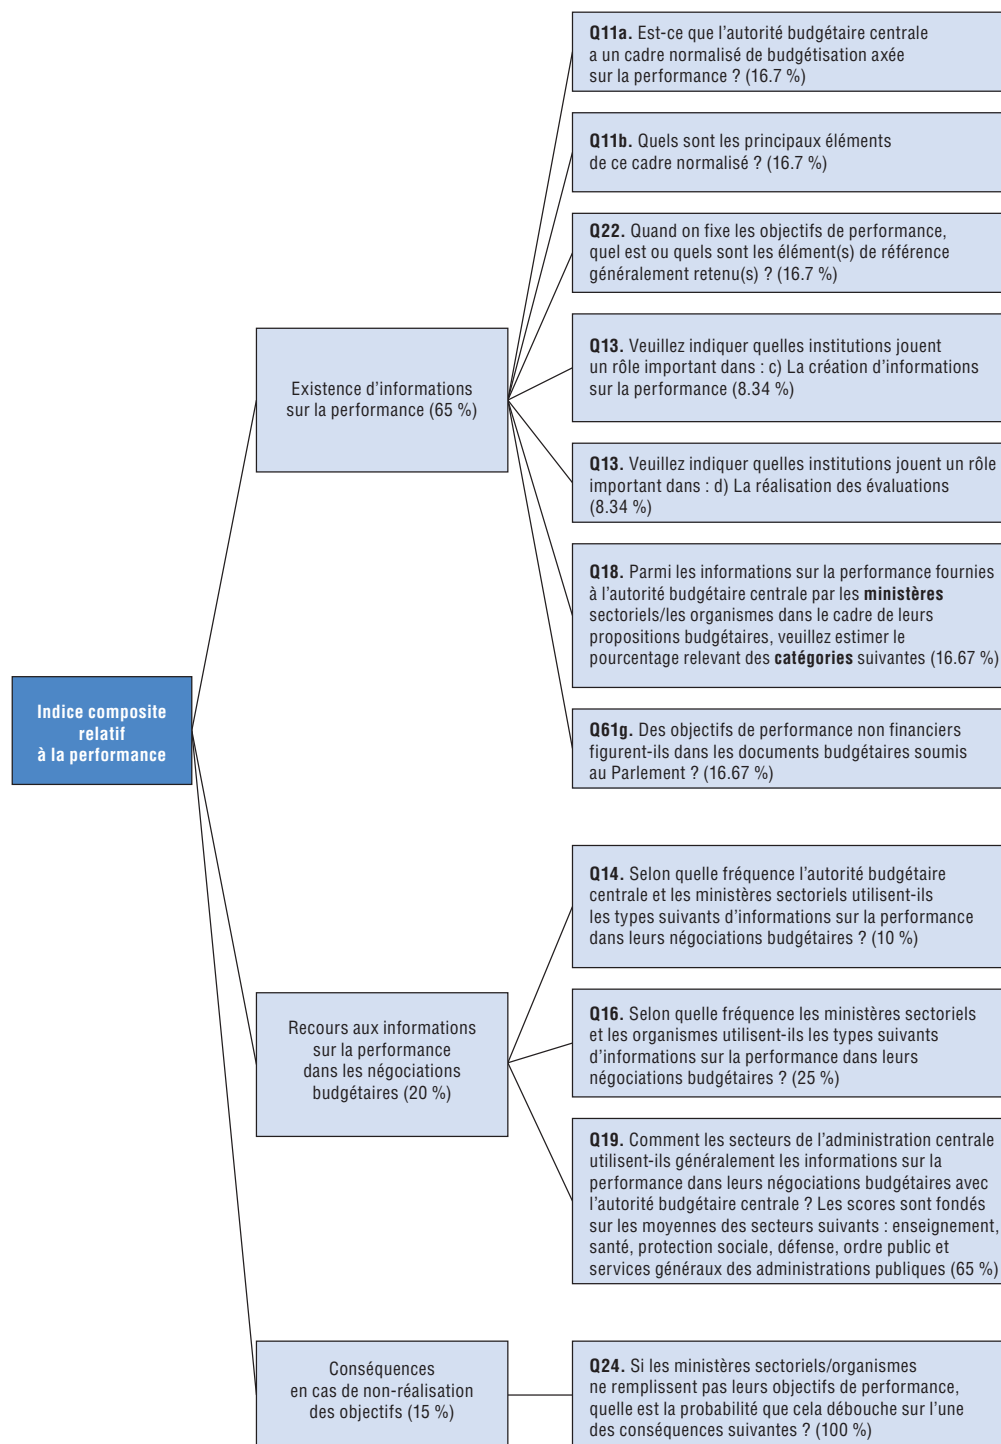 Q11a. Est-ce que l’autorité budgétaire centrale
a un cadre normalisé de budgétisation axée
sur la performance ? (16.7 %)
Q11b. Quels sont les principaux éléments
de ce cadre normalisé ? (16.7 %)
Q22. Quand on fixe les objectifs de performance,
quel est ou quels sont les élément(s) de référence
généralement retenu(s) ? (16.7 %)
Existence d’informations
sur la performance (65 %)
Q13. Veuillez indiquer quelles institutions jouent
un rôle important dans : c) La création d’informations
sur la performance (8.34 %)
Q13. Veuillez indiquer quelles institutions jouent un rôle
important dans : d) La réalisation des évaluations
(8.34 %)
Q18. Parmi les informations sur la performance fournies
à l’autorité budgétaire centrale par les ministères
sectoriels/les organismes dans le cadre de leurs
propositions budgétaires, veuillez estimer le
pourcentage relevant des catégories suivantes (16.67 %)
Indice composite
relatif
à la performance
Q61g. Des objectifs de performance non financiers
figurent-ils dans les documents budgétaires soumis
au Parlement ? (16.67 %)
Q14. Selon quelle fréquence l’autorité budgétaire
centrale et les ministères sectoriels utilisent-ils
les types suivants d’informations sur la performance
dans leurs négociations budgétaires ? (10 %)
Recours aux informations
sur la performance
dans les négociations
budgétaires (20 %)
Q16. Selon quelle fréquence les ministères sectoriels
et les organismes utilisent-ils les types suivants
d’informations sur la performance dans leurs
négociations budgétaires ? (25 %)
Q19. Comment les secteurs de l’administration centrale
utilisent-ils généralement les informations sur la
performance dans leurs négociations budgétaires avec
l’autorité budgétaire centrale ? Les scores sont fondés
sur les moyennes des secteurs suivants : enseignement,
santé, protection sociale, défense, ordre public et
services généraux des administrations publiques (65 %)
Conséquences
en cas de non-réalisation
des objectifs (15 %)
Q24. Si les ministères sectoriels/organismes
ne remplissent pas leurs objectifs de performance,
quelle est la probabilité que cela débouche sur l’une
des conséquences suivantes ? (100 %)